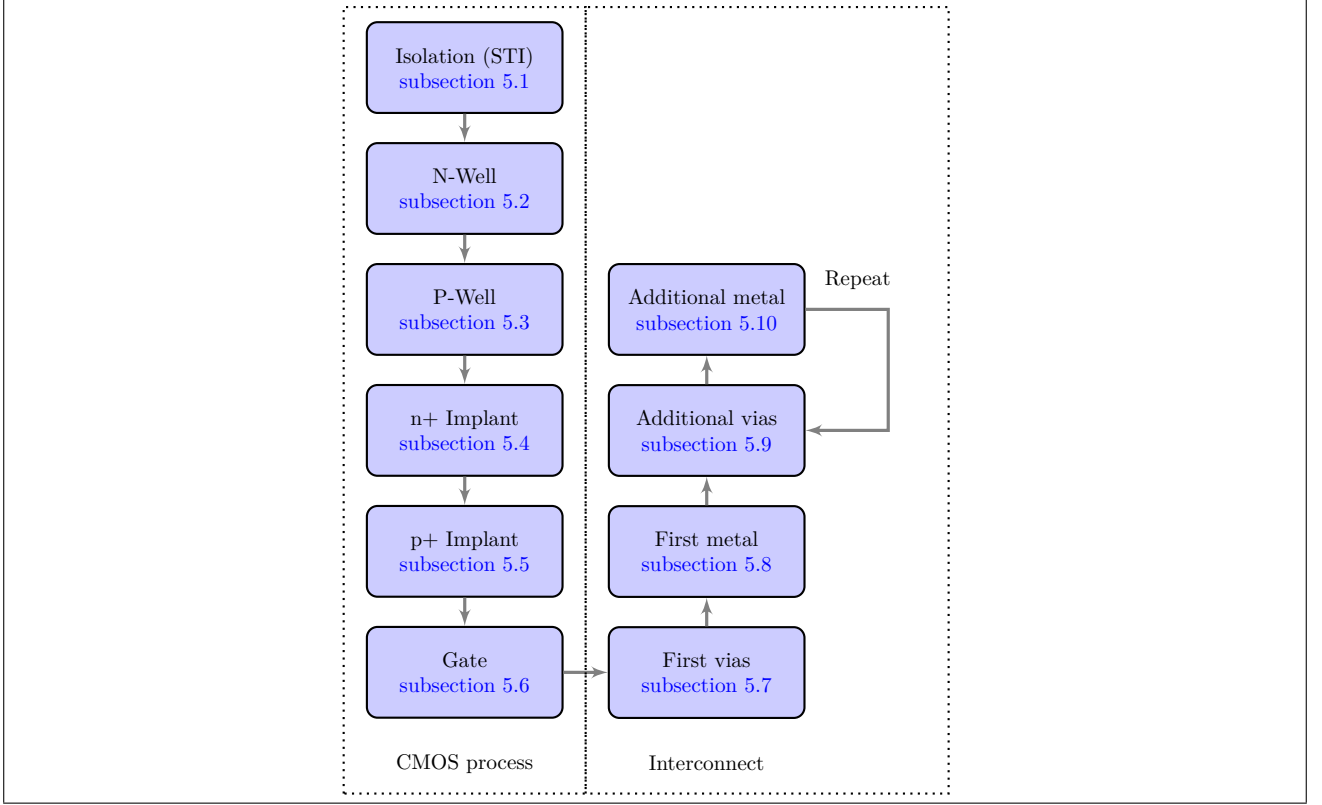 Isolation (STI)
subsection 5.1
N-Well
subsection 5.2
P-Well
subsection 5.3
n+ Implant
subsection 5.4
p+ Implant
subsection 5.5
Gate
subsection 5.6
CMOS process
Additional metal
subsection 5.10
Repeat
Additional vias
subsection 5.9
First metal
subsection 5.8
First vias
subsection 5.7
Interconnect